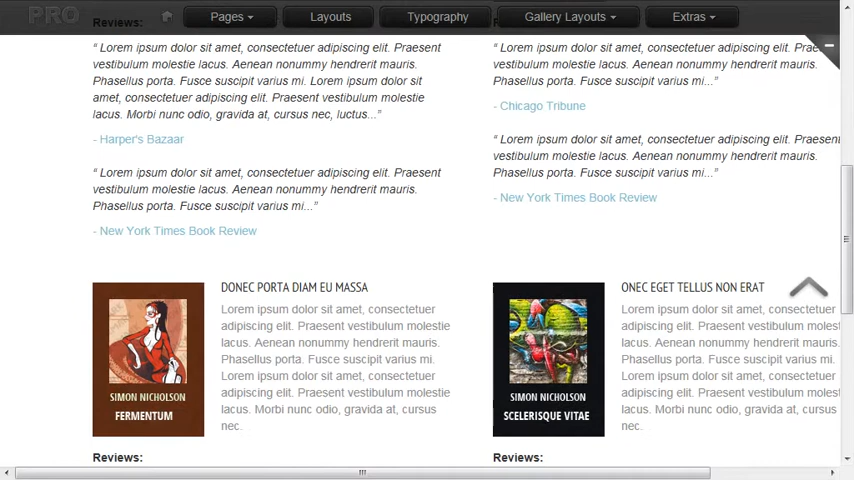 PRO
Pages
Layouts
Typography
Gallery Layouts
Extras
Reviews:
“ Lorem ipsum dolor sit amet, consectetuer adipiscing elit. Praesent
vestibulum molestie lacus. Aenean nonummy hendrerit mauris.
Phasellus porta. Fusce suscipit varius mi. Lorem ipsum dolor sit
amet, consectetuer adipiscing elit. Praesent vestibulum molestie
lacus. Morbi nunc odio, gravida at, cursus nec, luctus...”
- Harper's Bazaar
“ Lorem ipsum dolor sit amet, consectetuer adipiscing elit. Praesent
vestibulum molestie lacus. Aenean nonummy hendrerit mauris.
Phasellus porta. Fusce suscipit varius mi...”
- New York Times Book Review
“ Lorem ipsum dolor sit amet, consectetuer adipiscing elit.
vestibulum molestie lacus. Aenean nonummy hendrerit mauris.
Phasellus porta. Fusce suscipit varius mi...”
- Chicago Tribune
“ Lorem ipsum dolor sit amet, consectetuer adipiscing elit. Praesent
vestibulum molestie lacus. Aenean nonummy hendrerit mauris.
Phasellus porta. Fusce suscipit varius mi...”
- New York Times Book Review
SIMON NICHOLSON
FERMENTUM
DONEC PORTA DIAM EU MASSA
Lorem ipsum dolor sit amet, consectetuer
adipiscing elit. Praesent vestibulum molestie
lacus. Aenean nonummy hendrerit mauris.
Phasellus porta. Fusce suscipit varius mi.
Lorem ipsum dolor sit amet, consectetuer
adipiscing elit. Praesent vestibulum molestie
lacus. Morbi nunc odio, gravida at, cursus
nec.
Reviews:
SIMON NICHOLSON
SCELERISQUE VITAE
ONEC EGET TELLUS NON ERAT
Lorem ipsum dolor sit amet, consectetuer
adipiscing elit. Praesent vestibulum molest
lacus. Aenean nonummy hendrerit mauris.
Phasellus porta. Fusce suscipit varius mi.
Lorem ipsum dolor sit amet, consectetuer
adipiscing elit. Praesent vestibulum molest
lacus. Morbi nunc odio, gravida at, cursus
nec.
Reviews: